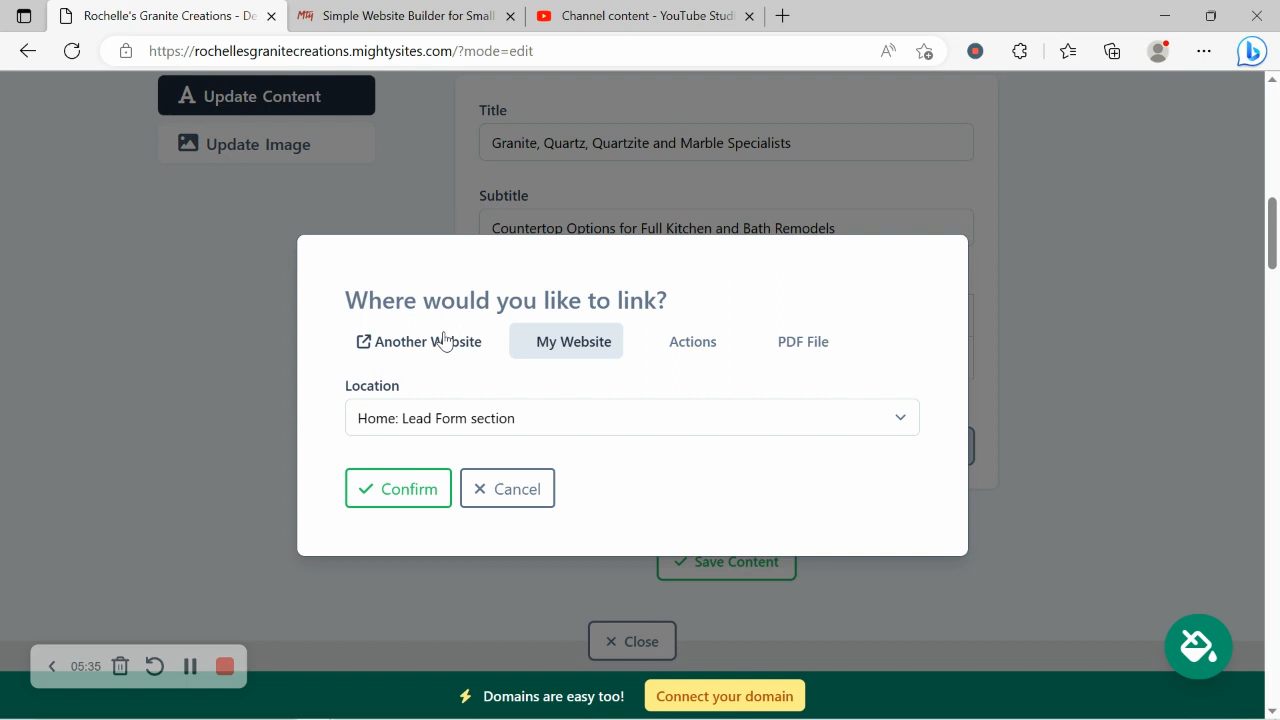 Rochelle's Granite Creations - De
Simple Website Builder for Small
Channel content - YouTube Studi
https://rochellesgranitecreations.mightysites.com/?mode=edit
Update Content
Update Image
Title
Granite, Quartz, Quartzite and Marble Specialists
Subtitle
Countertop Options for Full Kitchen and Bath Remodels
Where would you like to link?
Another Website
My Website
Actions
PDF File
Location
Home: Lead Form section
Confirm
Cancel
Save Content
Close
05:35
Domains are easy too!
Connect your domain